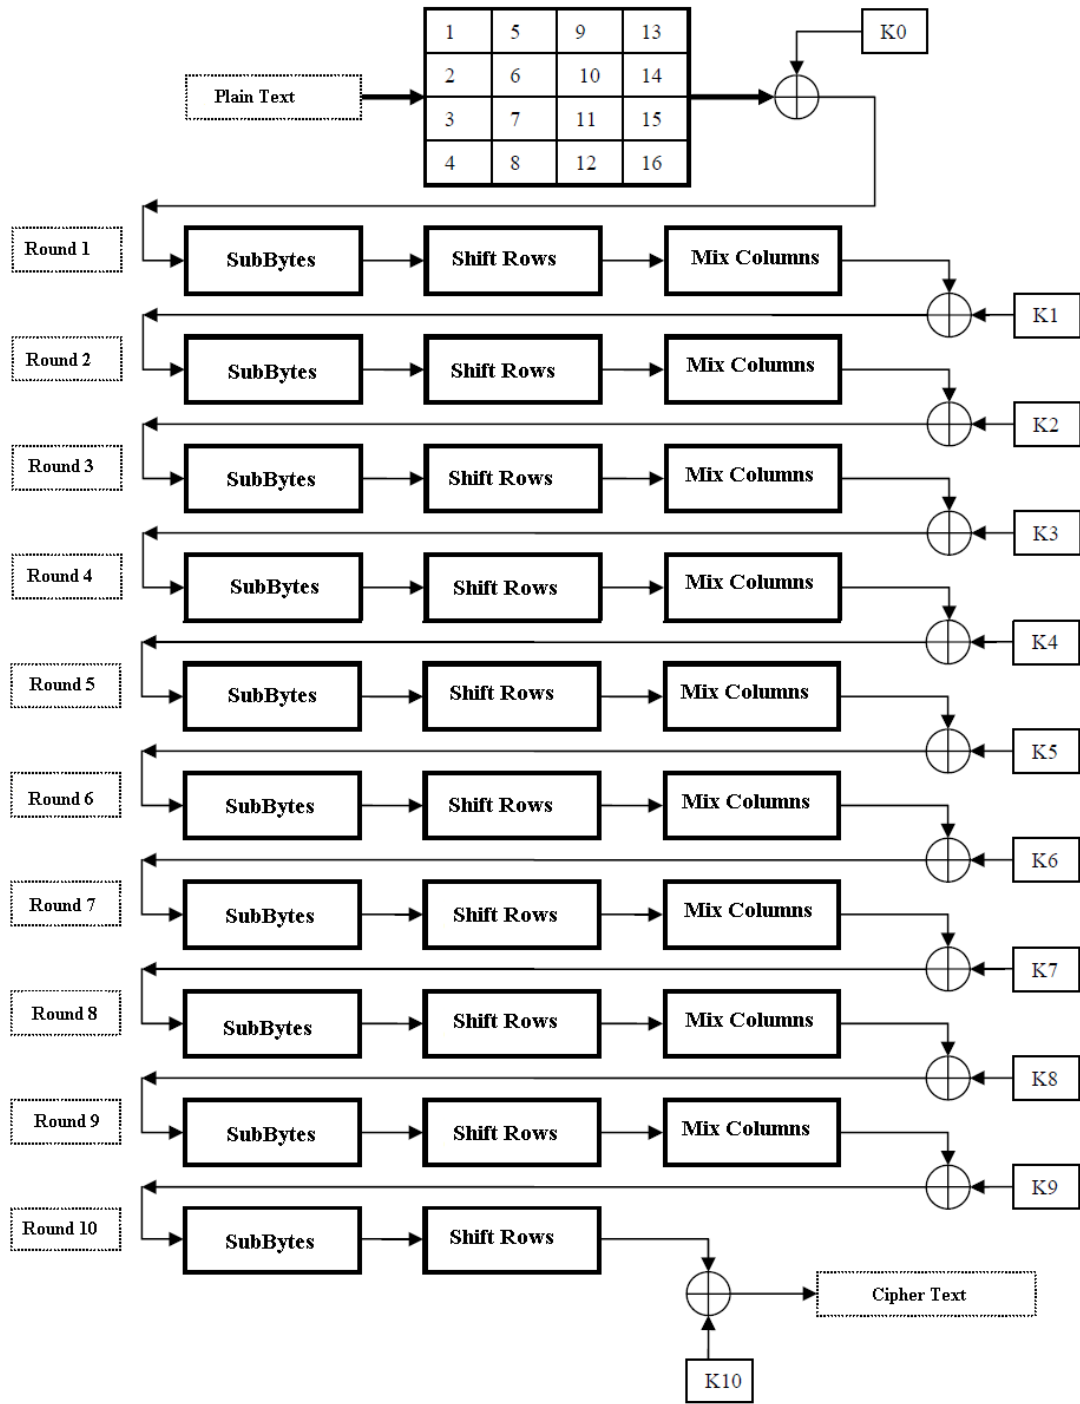 1 5 9 13 K0
2 6 10 14
Plain Text
3 7 11 15
4 8 12 16
Round 1 SubBytes Shift Rows Mix Columns
K1
Round 2 SubBytes Shift Rows Mix Columns
K2
Round 3 SubBytes Shift Rows Mix Columns
K3
Round 4 SubBytes Shift Rows Mix Columns
K4
Round 5 SubBytes Shift Rows Mix Columns
K5
Round 6 SubBytes Shift Rows Mix Columns
K6
Round 7 SubBytes Shift Rows Mix Columns
K7
Round 8 SubBytes Shift Rows Mix Columns
K8
Round 9 SubBytes Shift Rows Mix Columns
K9
Round 10 SubBytes Shift Rows
Cipher Text
K10